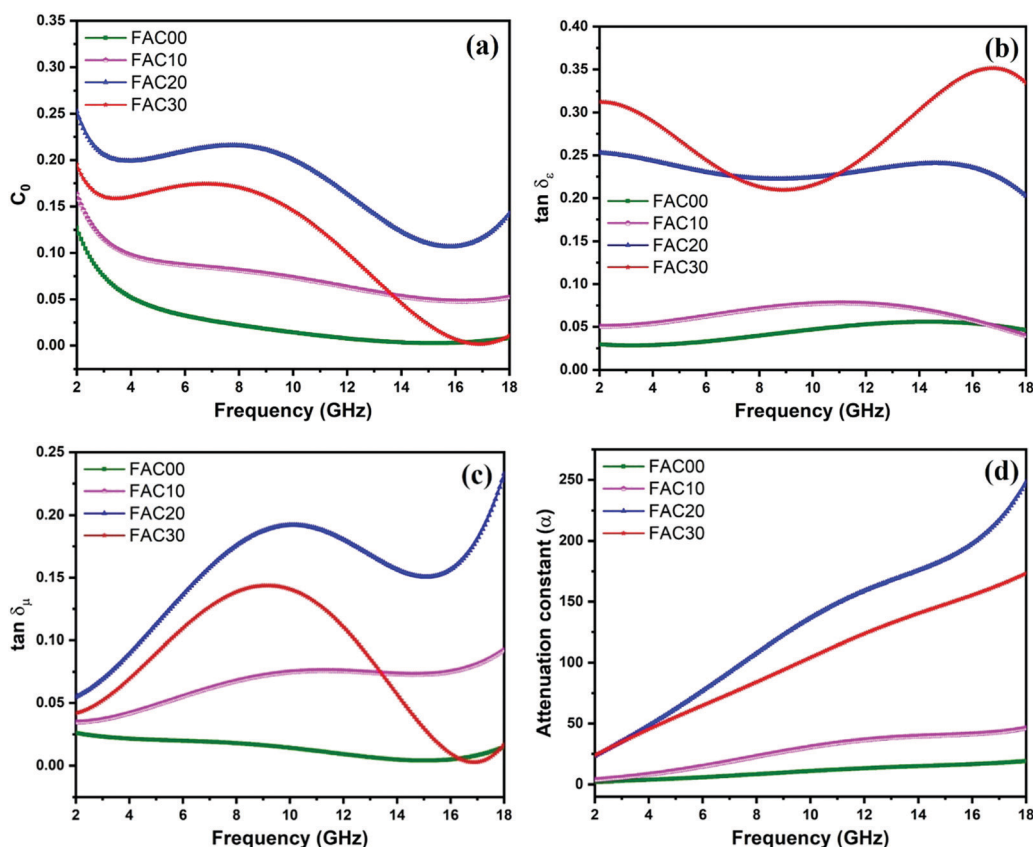 (a)
FAC00
FAC10
FAC20
FAC30
C0
0.35
0.30
0.25
0.20
0.15
0.10
0.05
0.00
2 4 6 8 10 12 14 16 18
Frequency (GHz)
(b)
FAC00
FAC10
FAC20
FAC30
tan δε
0.40
0.35
0.30
0.25
0.20
0.15
0.10
0.05
0.00
2 4 6 8 10 12 14 16 18
Frequency (GHz)
(c)
FAC00
FAC10
FAC20
FAC30
tan δμ
0.25
0.20
0.15
0.10
0.05
0.00
2 4 6 8 10 12 14 16 18
Frequency (GHz)
(d)
FAC00
FAC10
FAC20
FAC30
Attenuation constant (α)
250
200
150
100
50
0
2 4 6 8 10 12 14 16 18
Frequency (GHz)